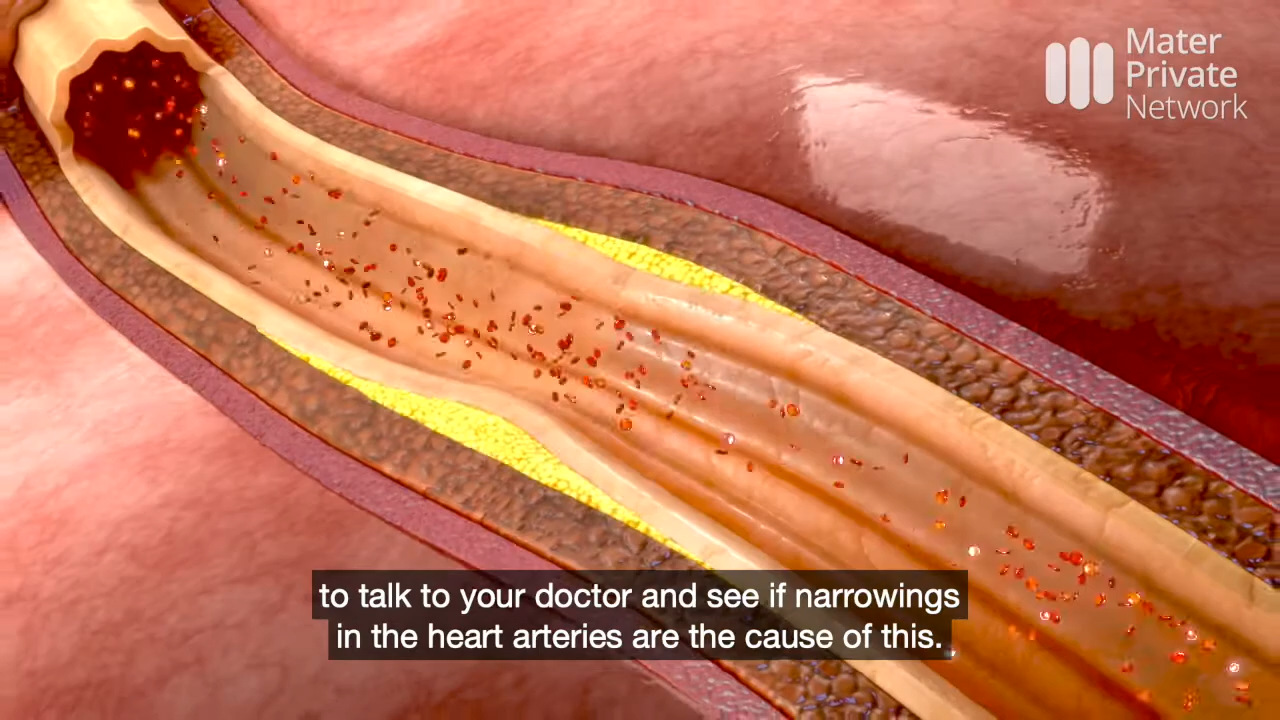 Mater
Private
Network
to talk to your doctor and see if narrowings
in the heart arteries are the cause of this.